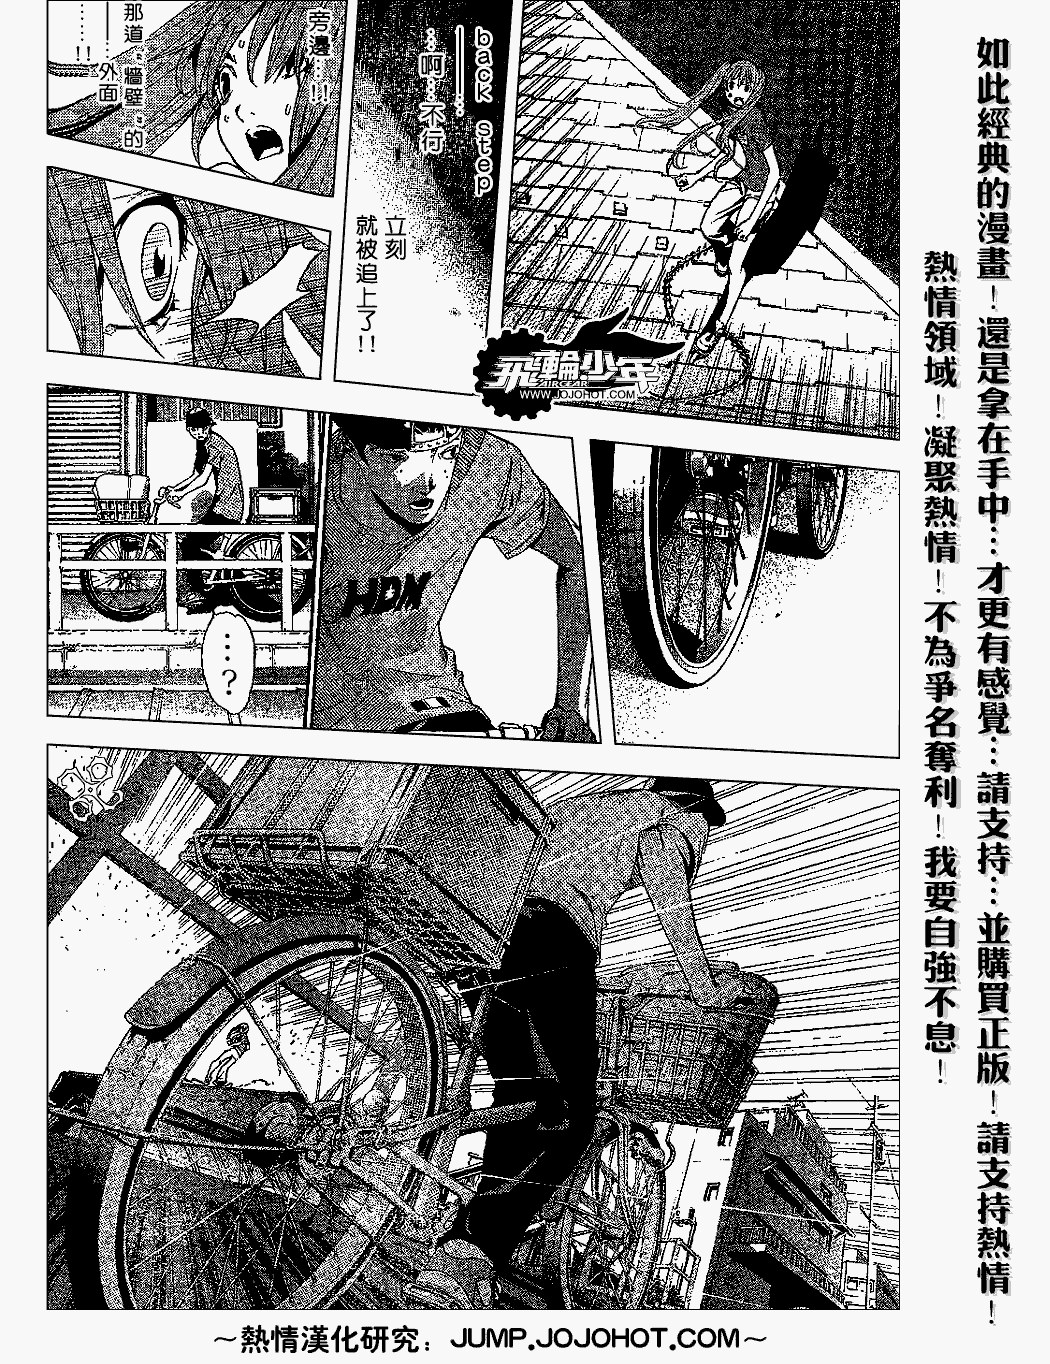 如此經典的漫畫！還是拿在手中…才更有感覺…請支持…並購買正版！請支持熱情！
熱情領域！凝聚熱情！不為爭名奪利！我要自強不息！
back step
……啊…不行
立刻
就被追上了!!
旁邊…!!
那道…牆壁…的
外面
……!!
飛輪少年
AIRGEAR
WWW.JOJOHOT.COM
HDN
…?
～熱情漢化研究：JUMP.JOJOHOT.COM～